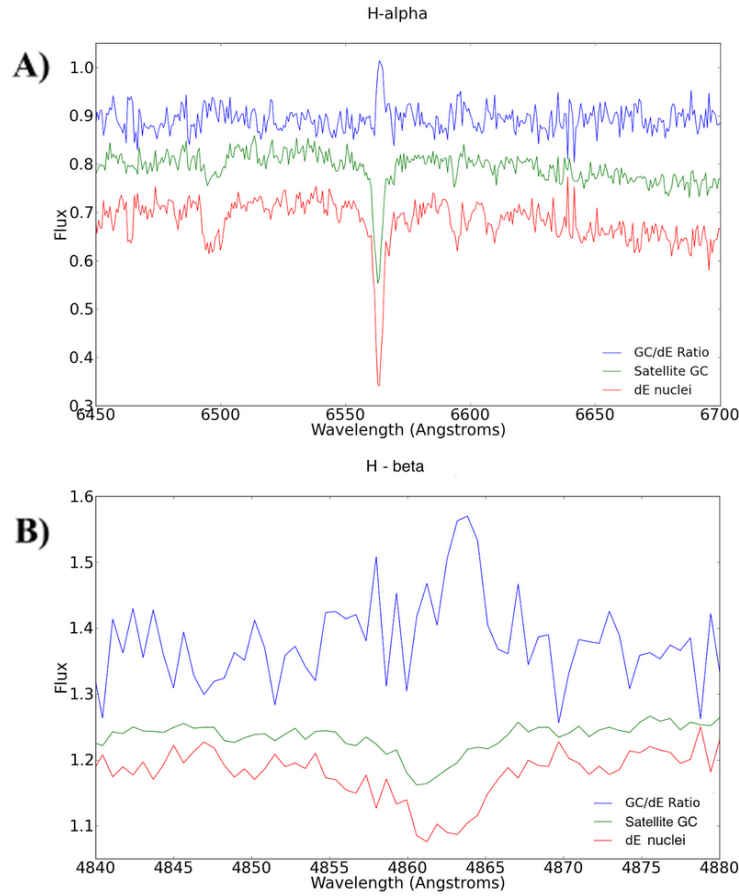 H-alpha
A)
1.0
0.9
0.8
0.7
0.6
0.5
0.4
0.3
Flux
GC/dE Ratio
Satellite GC
dE nuclei
6450 6500 6550 6600 6650 6700
Wavelength (Angstroms)
H - beta
B)
1.6
1.5
1.4
1.3
1.2
1.1
Flux
GC/dE Ratio
Satellite GC
dE nuclei
4840 4845 4850 4855 4860 4865 4870 4875 4880
Wavelength (Angstroms)